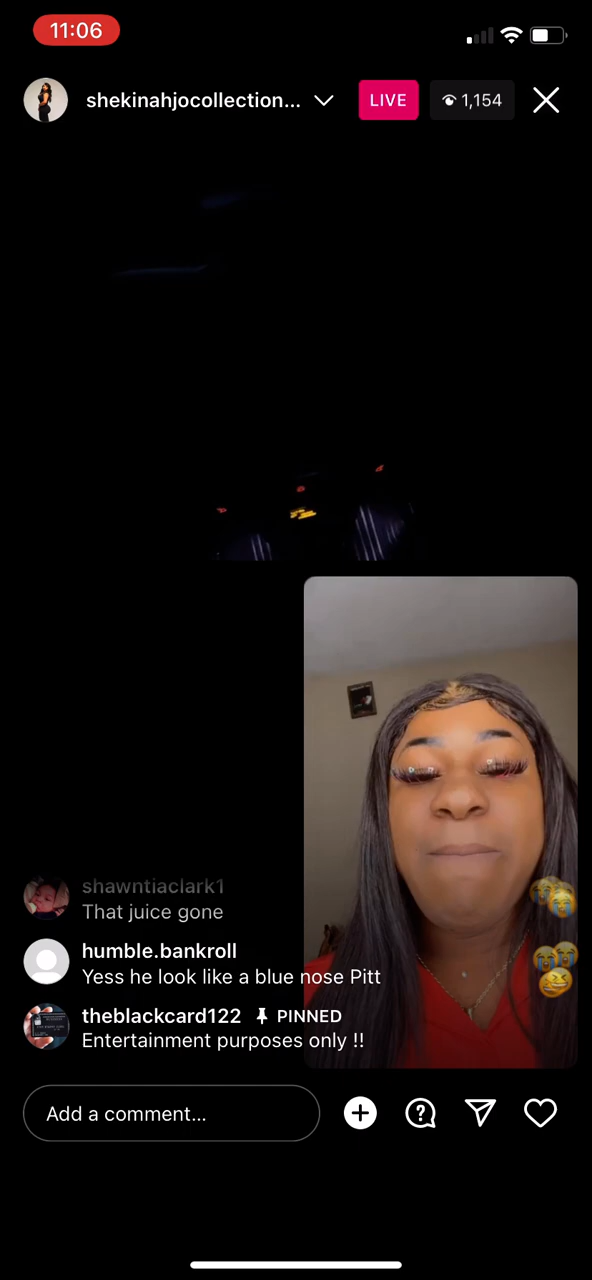 11:06
shekinahjocollection...
LIVE
1,154
shawntiaclark1
That juice gone
humble.bankroll
Yess he look like a blue nose Pitt
theblackcard122 PINNED
Entertainment purposes only !!
Add a comment...